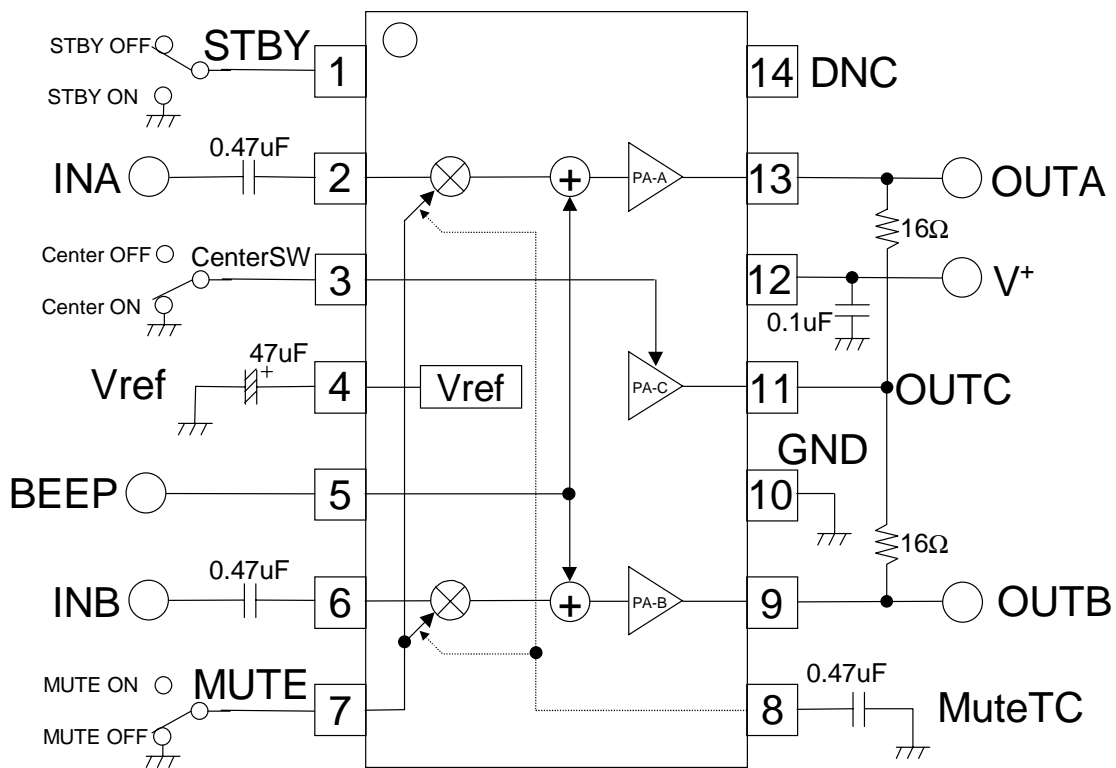 STBY OFF
STBY
1
14
DNC
STBY ON
0.47uF
INA
2
+
PA-A
13
OUTA
16Ω
Center OFF
CenterSW
3
12
V+
Center ON
0.1uF
47uF
+
Vref
4
Vref
PA-C
11
OUTC
GND
BEEP
5
10
16Ω
0.47uF
INB
6
+
PA-B
9
OUTB
MUTE ON
MUTE
7
0.47uF
8
MuteTC
MUTE OFF